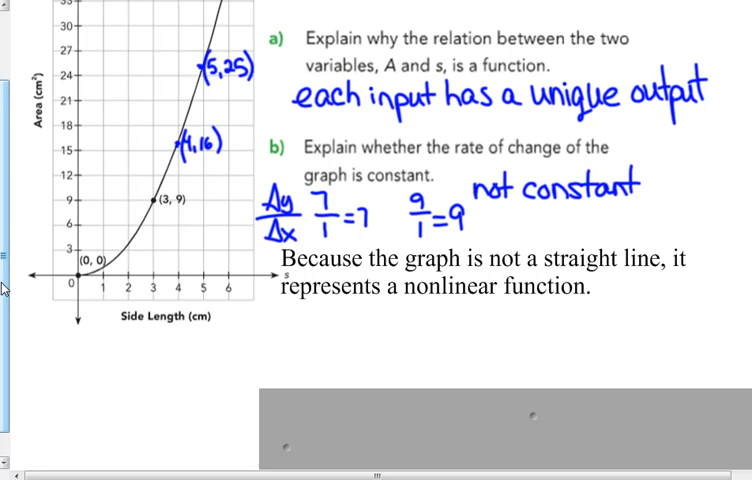 33
30
27
24
21
18
15
12
9
6
3
0
1 2 3 4 5 6
Area (cm²)
Side Length (cm)
s
(5,25)
(4,16)
(3, 9)
(0, 0)
a) Explain why the relation between the two
variables, A and s, is a function.
each input has a unique output
b) Explain whether the rate of change of the
graph is constant.
not constant
Δy/Δx 7/1=7 9/1=9
Because the graph is not a straight line, it
represents a nonlinear function.